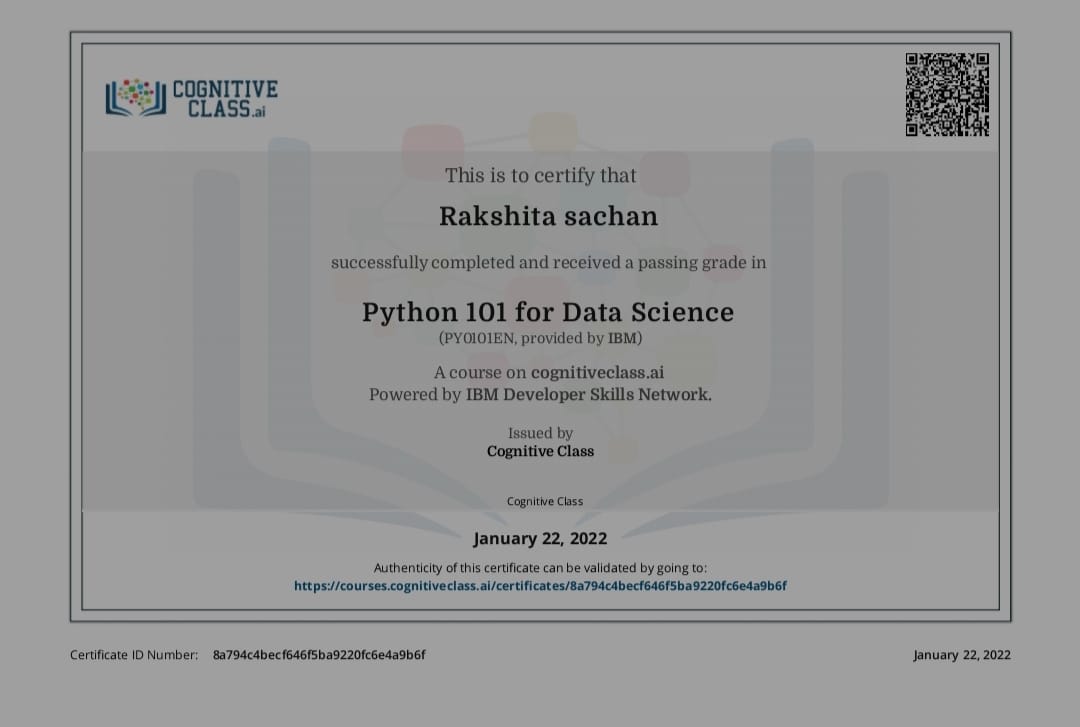 COGNITIVE
CLASS.ai
This is to certify that
Rakshita sachan
successfully completed and received a passing grade in
Python 101 for Data Science
(PY0101EN, provided by IBM)
A course on cognitiveclass.ai
Powered by IBM Developer Skills Network.
Issued by
Cognitive Class
Cognitive Class
January 22, 2022
Authenticity of this certificate can be validated by going to:
https://courses.cognitiveclass.ai/certificates/8a794c4becf646f5ba9220fc6e4a9b6f
Certificate ID Number: 8a794c4becf646f5ba9220fc6e4a9b6f
January 22, 2022